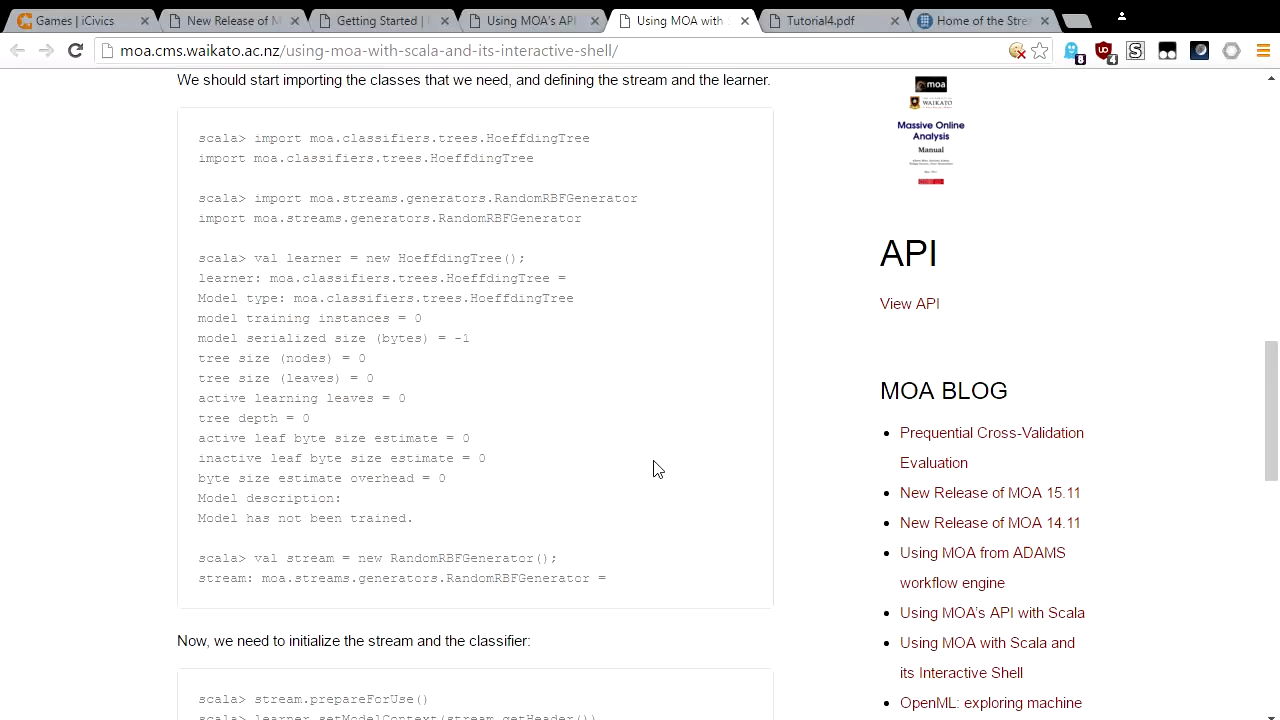 Games | iCivics
New Release of M
Getting Started |
Using MOA's API
Using MOA with S
Tutorial4.pdf
Home of the Stre
moa.cms.waikato.ac.nz/using-moa-with-scala-and-its-interactive-shell/
8
4
We should start importing the classes that we need, and defining the stream and the learner.
scala> import moa.classifiers.trees.HoeffdingTree
import moa.classifiers.trees.HoeffdingTree
scala> import moa.streams.generators.RandomRBFGenerator
import moa.streams.generators.RandomRBFGenerator
scala> val learner = new HoeffdingTree();
learner: moa.classifiers.trees.HoeffdingTree =
Model type: moa.classifiers.trees.HoeffdingTree
model training instances = 0
model serialized size (bytes) = -1
tree size (nodes) = 0
tree size (leaves) = 0
active learning leaves = 0
tree depth = 0
active leaf byte size estimate = 0
inactive leaf byte size estimate = 0
byte size estimate overhead = 0
Model description:
Model has not been trained.
scala> val stream = new RandomRBFGenerator();
stream: moa.streams.generators.RandomRBFGenerator =
Now, we need to initialize the stream and the classifier:
scala> stream.prepareForUse()
scala> learner.setModelContext(stream.getHeader())
moa
WAIKATO
Massive Online
Analysis
Manual
API
View API
MOA BLOG
Prequential Cross-Validation
Evaluation
New Release of MOA 15.11
New Release of MOA 14.11
Using MOA from ADAMS
workflow engine
Using MOA's API with Scala
Using MOA with Scala and
its Interactive Shell
OpenML: exploring machine